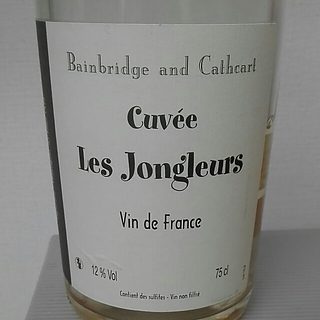 Bainbridge and Cathcart
Cuvée
Les Jongleurs
Vin de France
12 % Vol 75 cl
Contient des sulfites - Vin non filtré